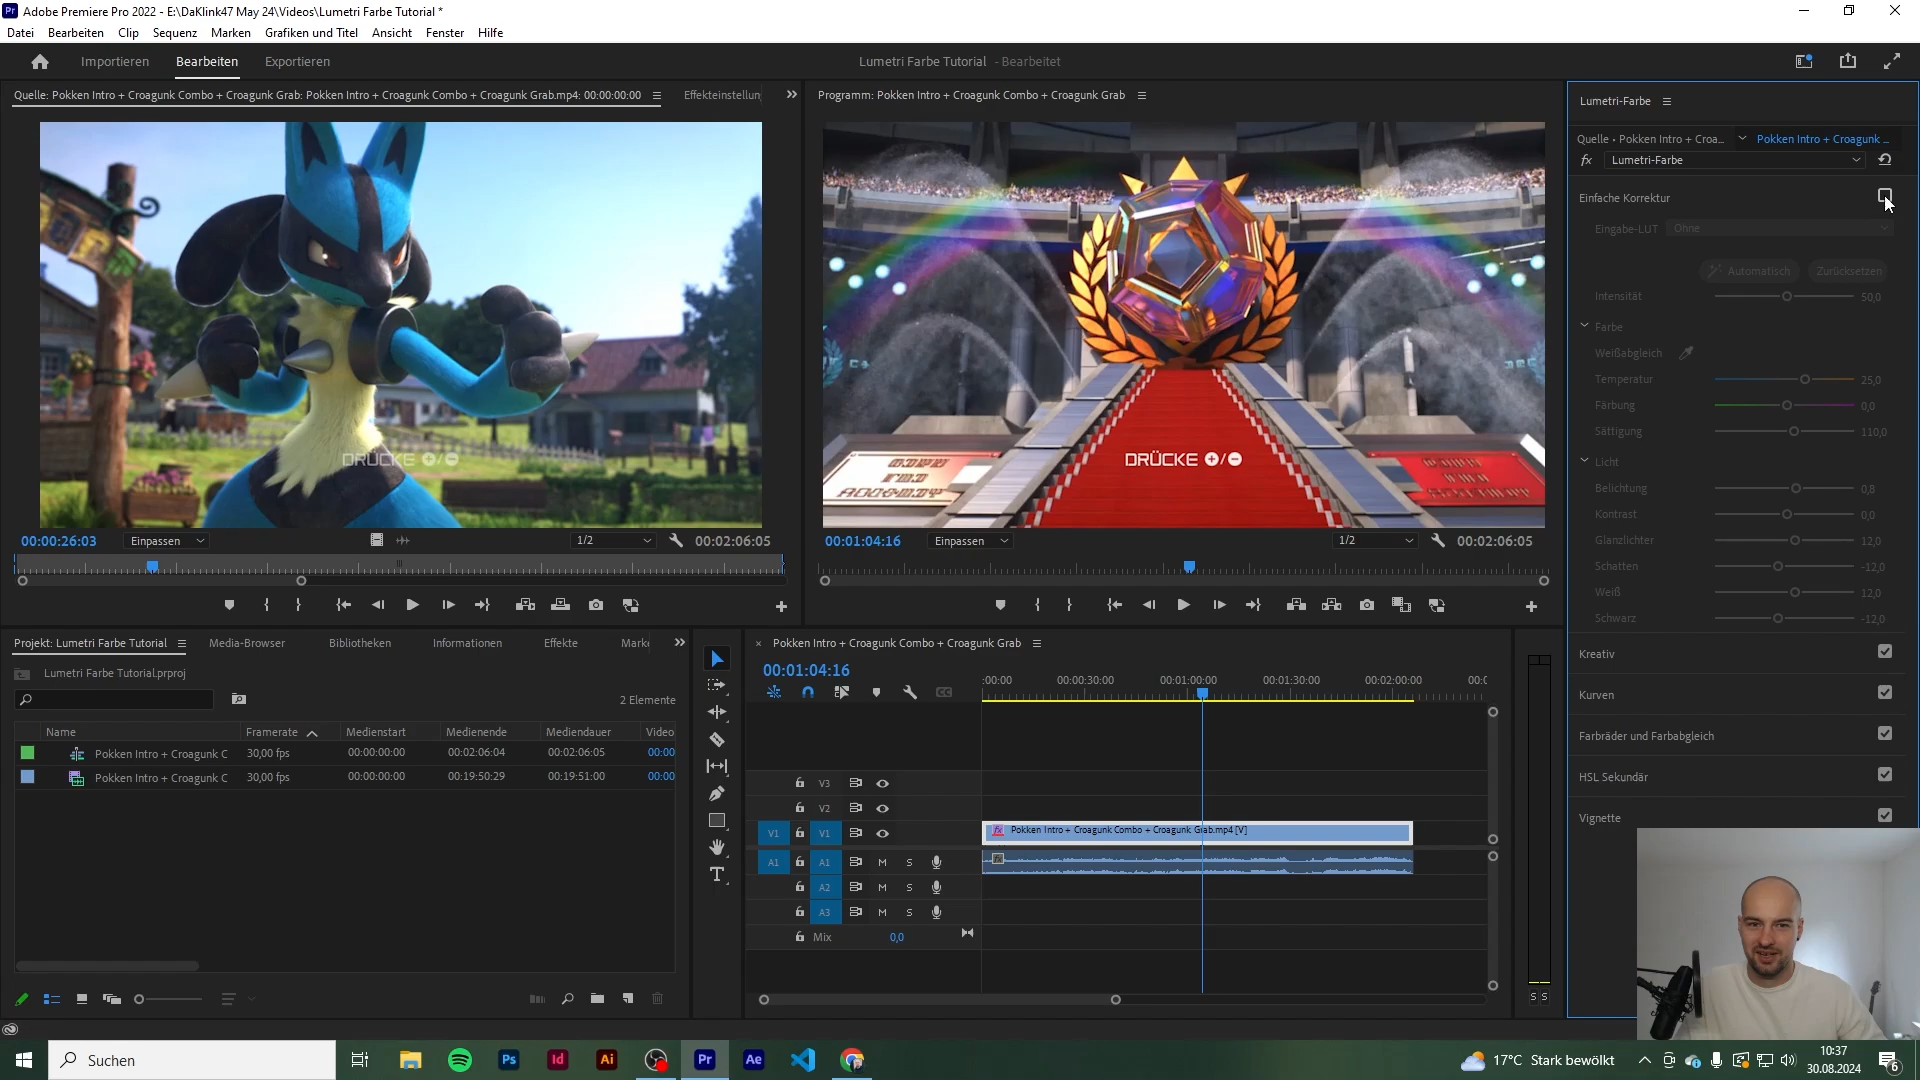 Adobe Premiere Pro 2022 - E:\DaKlink47 May 24\Videos\Lumetri Farbe Tutorial *
Datei Bearbeiten Clip Sequenz Marken Grafiken und Titel Ansicht Fenster Hilfe
Importieren Bearbeiten Exportieren
Lumetri Farbe Tutorial - Bearbeitet
Quelle: Pokken Intro + Croagunk Combo + Croagunk Grab: Pokken Intro + Croagunk Combo + Croagunk Grab.mp4: 00:00:00:00
Effekteinstellun
DRÜCKE +/-
00:00:26:03 Einpassen 1/2 00:02:06:05
Programm: Pokken Intro + Croagunk Combo + Croagunk Grab
DRÜCKE +/-
00:01:04:16 Einpassen 1/2 00:02:06:05
Lumetri-Farbe
Quelle • Pokken Intro + Croa... Pokken Intro + Croagunk ...
fx Lumetri-Farbe
Einfache Korrektur
Eingabe-LUT Ohne
Automatisch Zurücksetzen
Intensität 50,0
Farbe
Weißabgleich
Temperatur 25,0
Färbung 0,0
Sättigung 110,0
Licht
Belichtung 0,8
Kontrast 0,0
Glanzlichter 12,0
Schatten -12,0
Weiß 12,0
Schwarz -12,0
Kreativ
Kurven
Farbräder und Farbabgleich
HSL Sekundär
Vignette
Projekt: Lumetri Farbe Tutorial Media-Browser Bibliotheken Informationen Effekte Marke
Lumetri Farbe Tutorial.prproj
2 Elemente
Name Framerate Medienstart Medienende Mediendauer Video
Pokken Intro + Croagunk C 30,00 fps 00:00:00:00 00:02:06:04 00:02:06:05 00:00
Pokken Intro + Croagunk C 30,00 fps 00:00:00:00 00:19:50:29 00:19:51:00 00:00
Pokken Intro + Croagunk Combo + Croagunk Grab
00:01:04:16
:00:00 00:00:30:00 00:01:00:00 00:01:30:00 00:02:00:00 00:0
V3
V2
V1 V1
Pokken Intro + Croagunk Combo + Croagunk Grab.mp4 [V]
A1 A1 M S
A2 M S
A3 M S
Mix 0,0
S S
Suchen
17°C Stark bewölkt
10:37
30.08.2024
6